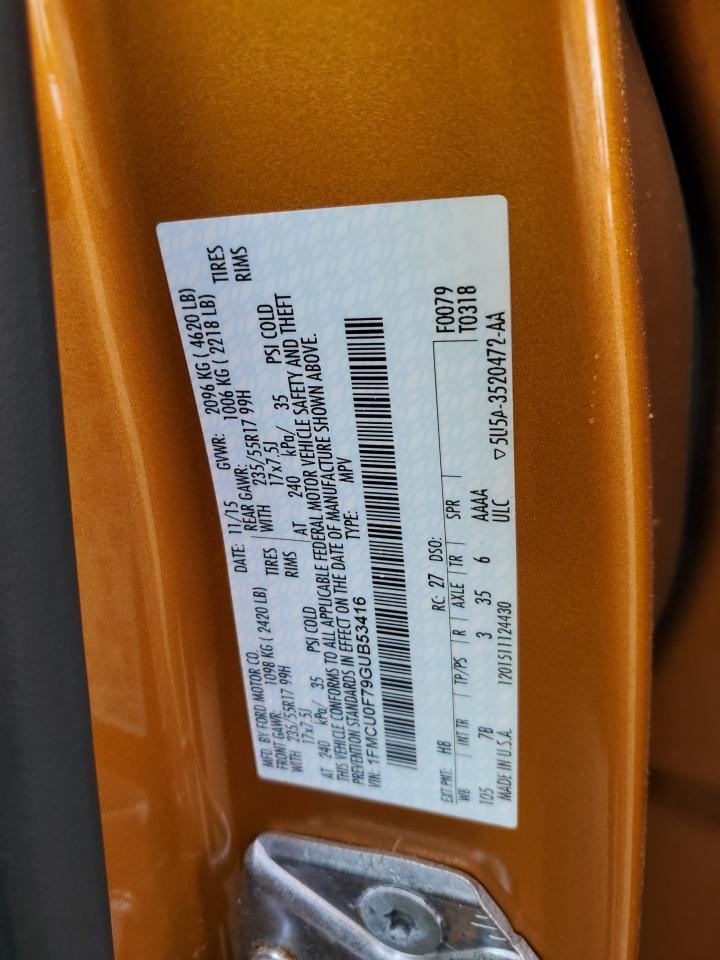 MFD. BY FORD MOTOR CO. DATE: 11/15 GVWR: 2096 KG ( 4620 LB)
FRONT GAWR: 1098 KG (2420 LB) REAR GAWR: 1006 KG ( 2218 LB)
WITH 235/55R17 99H TIRES WITH 235/55R17 99H TIRES
17x7.5J RIMS 17x7.5J RIMS
AT 240 kPa/ 35 PSI COLD AT 240 kPa/ 35 PSI COLD
THIS VEHICLE CONFORMS TO ALL APPLICABLE FEDERAL MOTOR VEHICLE SAFETY AND THEFT
PREVENTION STANDARDS IN EFFECT ON THE DATE OF MANUFACTURE SHOWN ABOVE.
VIN: 1FMCU0F79GUB53416 TYPE: MPV
EXT PNT: H8 RC: 27 DSO: F0079
WB INT TR TP/PS R AXLE TR SPR T0318
105 7B 3 35 6 AAAA
MADE IN U.S.A. 1201511124430 ULC ▽5U5A-3520472-AA